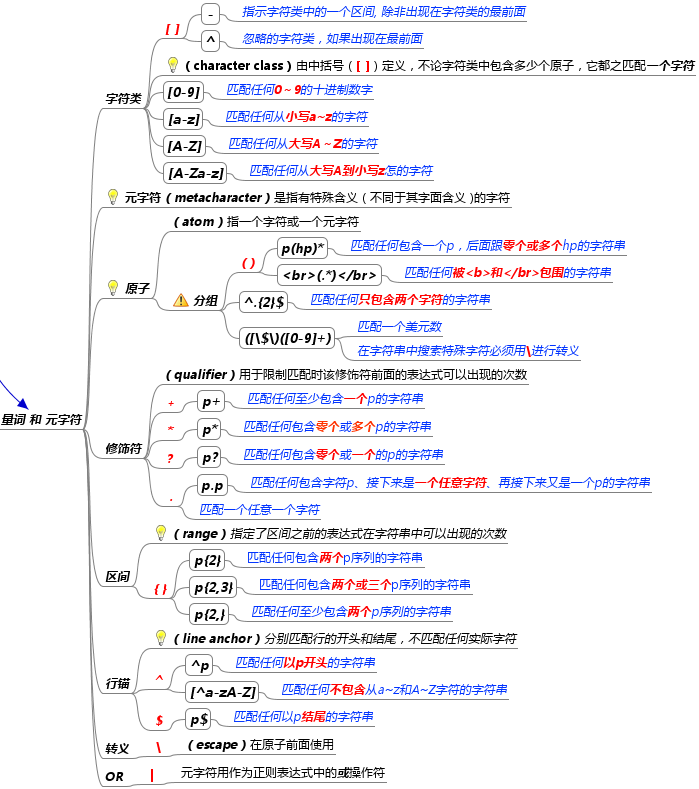 量词 和 元字符
字符类
[ ]
-
指示字符类中的一个区间, 除非出现在字符类的最前面
^
忽略的字符类，如果出现在最前面
( character class ) 由中括号 ( [ ] ) 定义，不论字符类中包含多少个原子，它都之匹配一个字符
[0-9]
匹配任何0～9的十进制数字
[a-z]
匹配任何从小写a~z的字符
[A-Z]
匹配任何从大写A～Z的字符
[A-Za-z]
匹配任何从大写A到小写z怎的字符
元字符 ( metacharacter ) 是指有特殊含义 ( 不同于其字面含义 )的字符
原子
( atom ) 指一个字符或一个元字符
分组
( )
p(hp)*
匹配任何包含一个p，后面跟零个或多个hp的字符串
<br>(.*)</br>
匹配任何被<b>和</br>包围的字符串
^.{2}$
匹配任何只包含两个字符的字符串
([\$\)([0-9]+)
匹配一个美元数
在字符串中搜素特殊字符必须用\进行转义
修饰符
( qualifier ) 用于限制匹配时该修饰符前面的表达式可以出现的次数
+
p+
匹配任何至少包含一个p的字符串
*
p*
匹配任何包含零个或多个p的字符串
?
p?
匹配任何包含零个或一个的p的字符串
.
p.p
匹配任何包含字符p、接下来是一个任意字符、再接下来又是一个p的字符串
匹配一个任意一个字符
区间
( range ) 指定了区间之前的表达式在字符串中可以出现的次数
{ }
p{2}
匹配任何包含两个p序列的字符串
p{2,3}
匹配任何包含两个或三个p序列的字符串
p{2,}
匹配任何至少包含两个p序列的字符串
行锚
( line anchor ) 分别匹配行的开头和结尾，不匹配任何实际字符
^
^p
匹配任何以p开头的字符串
[^a-zA-Z]
匹配任何不包含从a~z和A~Z字符的字符串
$
p$
匹配任何以p结尾的字符串
转义
\
( escape ) 在原子前面使用
OR
|
元字符用作为正则表达式中的或操作符